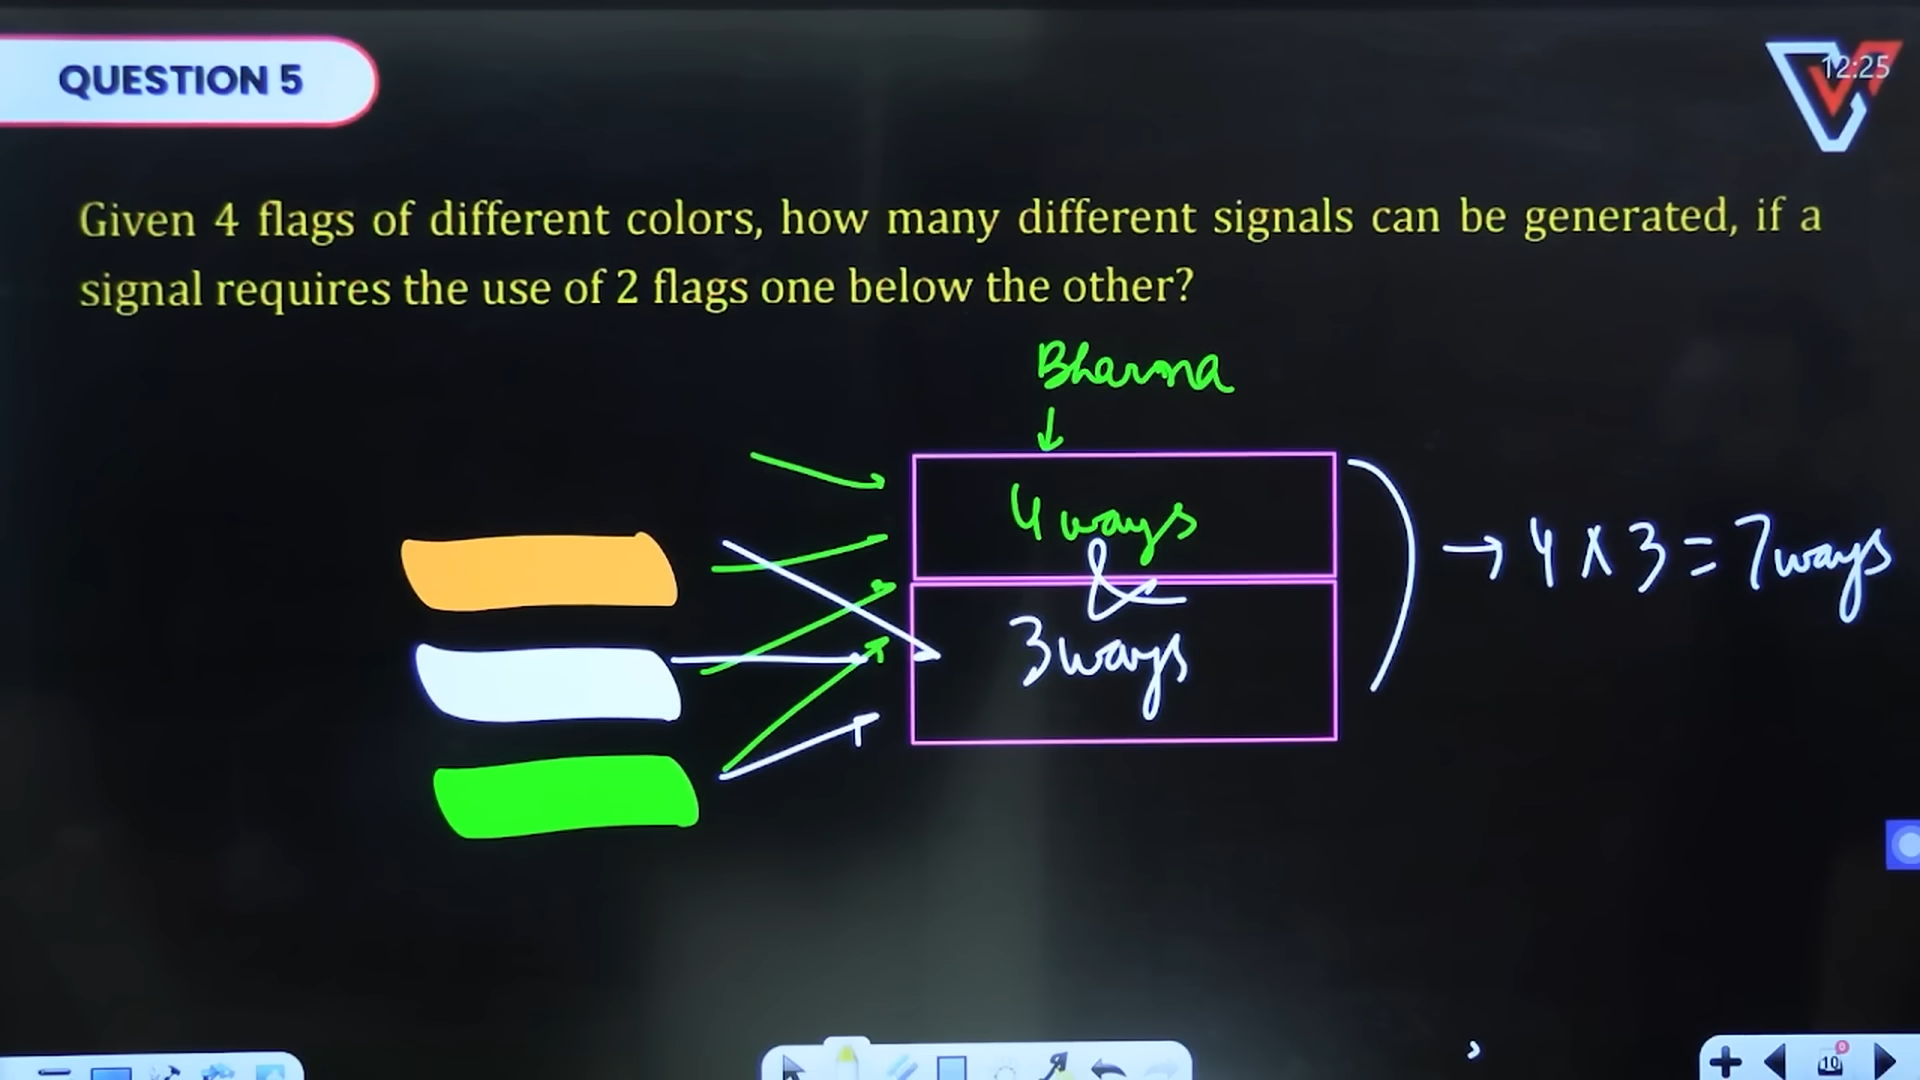 QUESTION 5
12:25
Given 4 flags of different colors, how many different signals can be generated, if a
signal requires the use of 2 flags one below the other?
Bharna
4 ways
&
3 ways
→ 4 X 3 = 7 ways
10
0